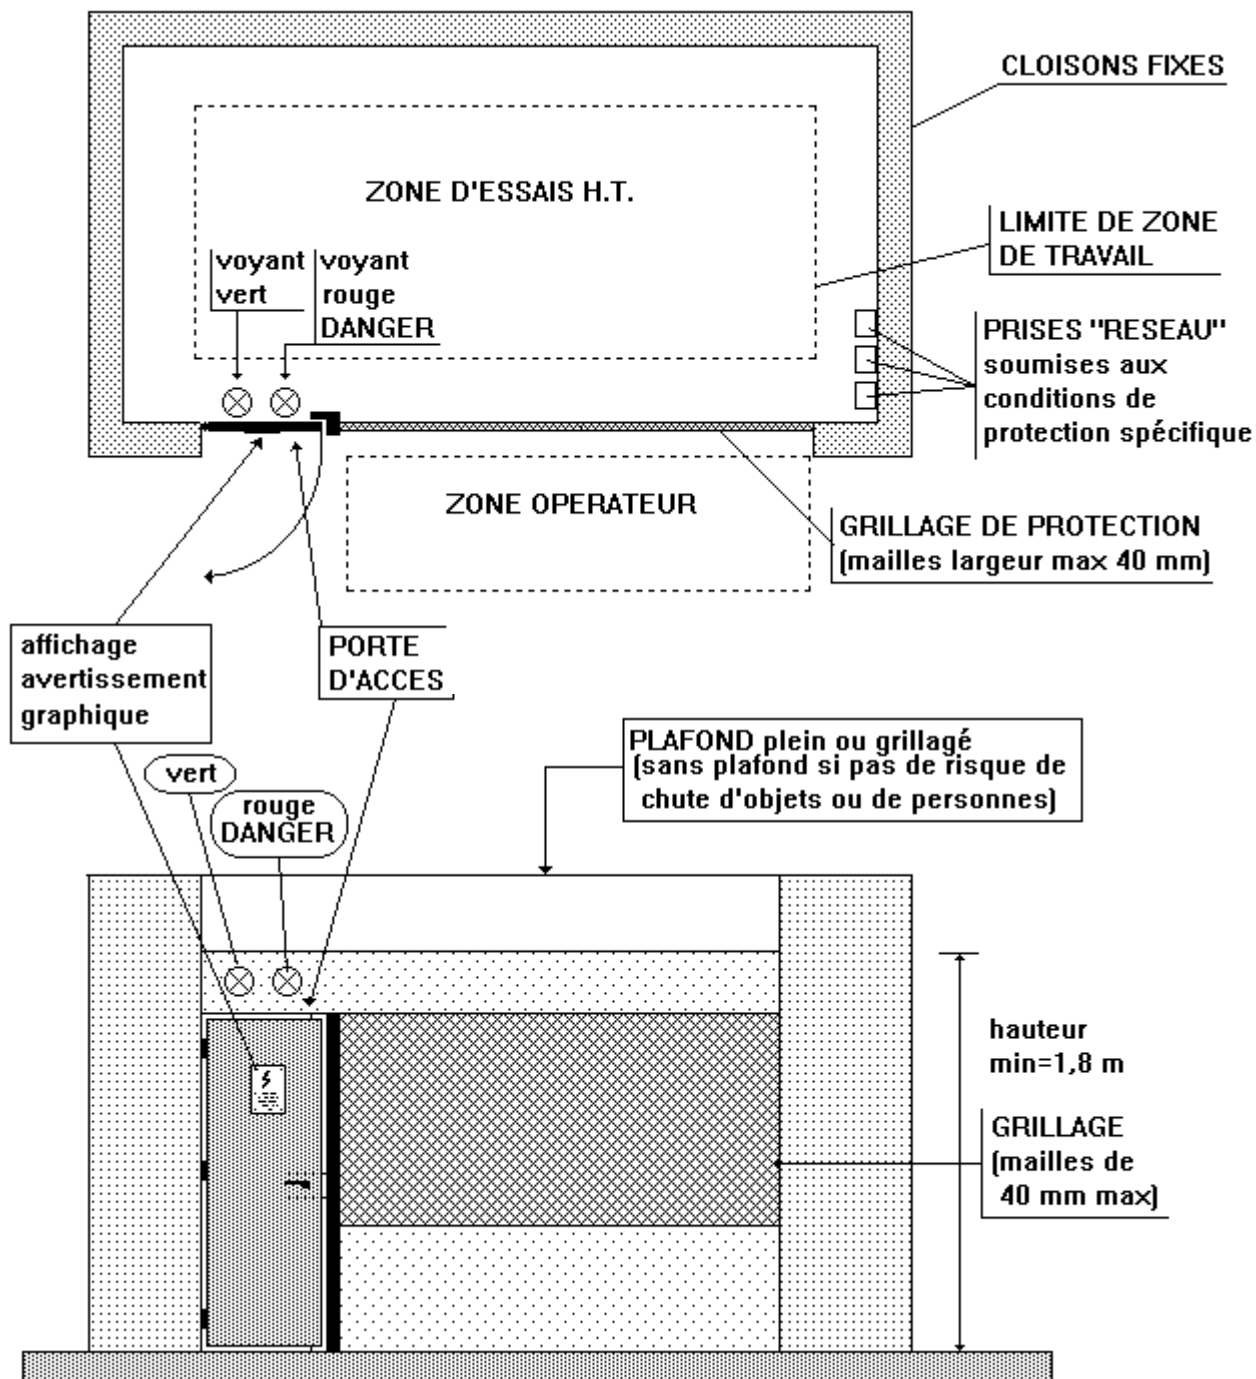 CLOISONS FIXES
ZONE D'ESSAIS H.T.
LIMITE DE ZONE
DE TRAVAIL
voyant
vert
voyant
rouge
DANGER
PRISES "RESEAU"
soumises aux
conditions de
protection spécifique
ZONE OPERATEUR
GRILLAGE DE PROTECTION
(mailles largeur max 40 mm)
affichage
avertissement
graphique
PORTE
D'ACCES
PLAFOND plein ou grillagé
(sans plafond si pas de risque de
chute d'objets ou de personnes)
vert
rouge
DANGER
hauteur
min=1,8 m
GRILLAGE
(mailles de
40 mm max)